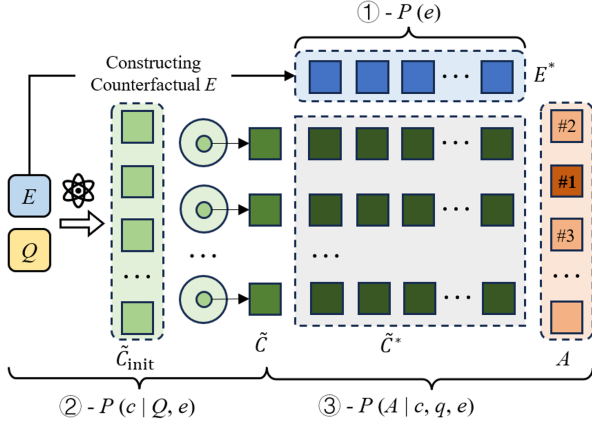 ① - P (e)
Constructing
Counterfactual E
E*
E
Q
#2
#1
#3
...
C̃init
C̃
C̃*
A
② - P (c | Q, e)
③ - P (A | c, q, e)